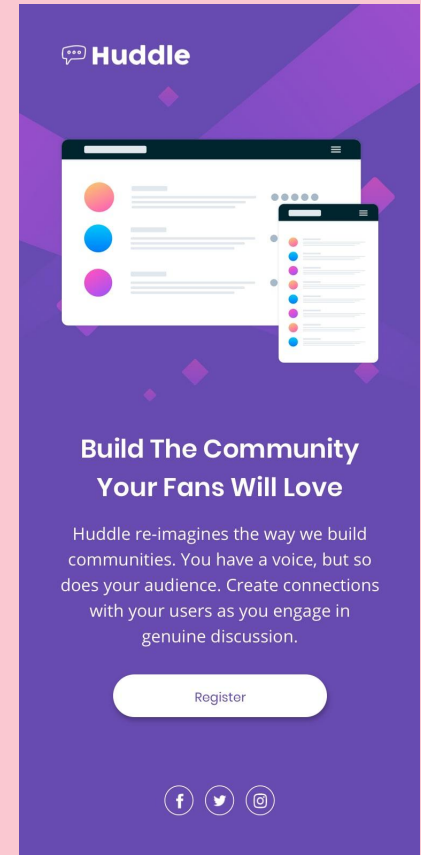 Huddle
Build The Community
Your Fans Will Love
Huddle re-imagines the way we build
communities. You have a voice, but so
does your audience. Create connections
with your users as you engage in
genuine discussion.
Register